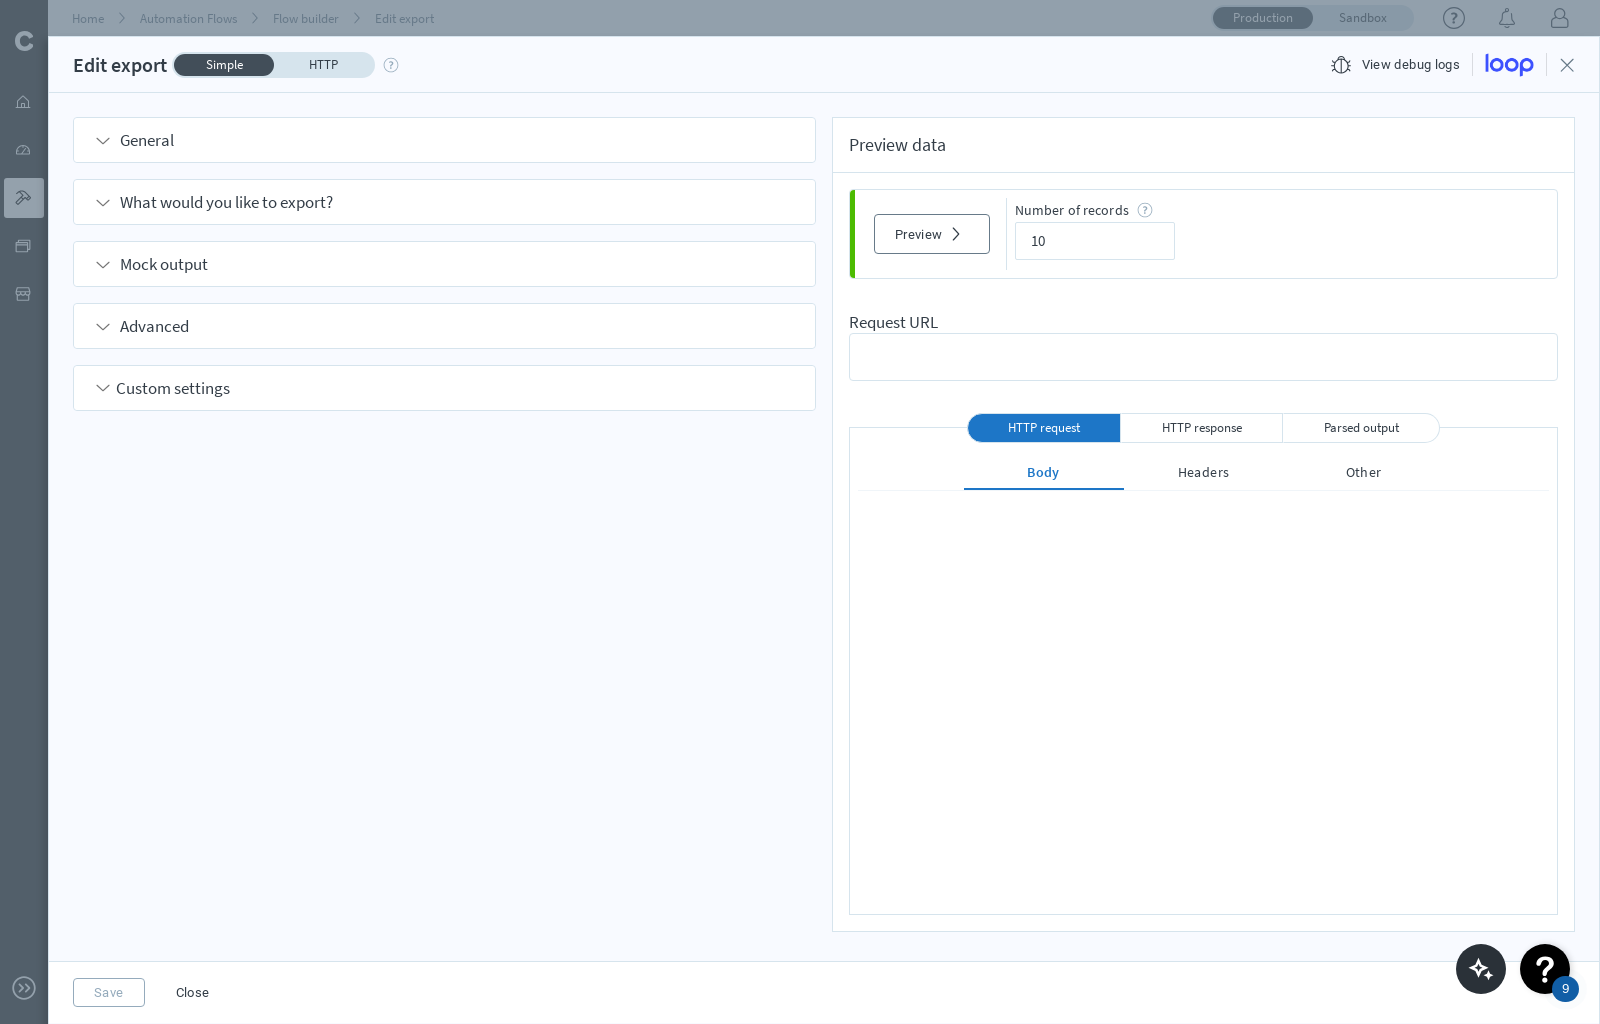 Home
Automation Flows
Flow builder
Edit export
Production
Sandbox
Edit export
Simple
HTTP
View debug logs
loop
General
What would you like to export?
Mock output
Advanced
Custom settings
Preview data
Preview
Number of records
10
Request URL
HTTP request
HTTP response
Parsed output
Body
Headers
Other
Save
Close
9